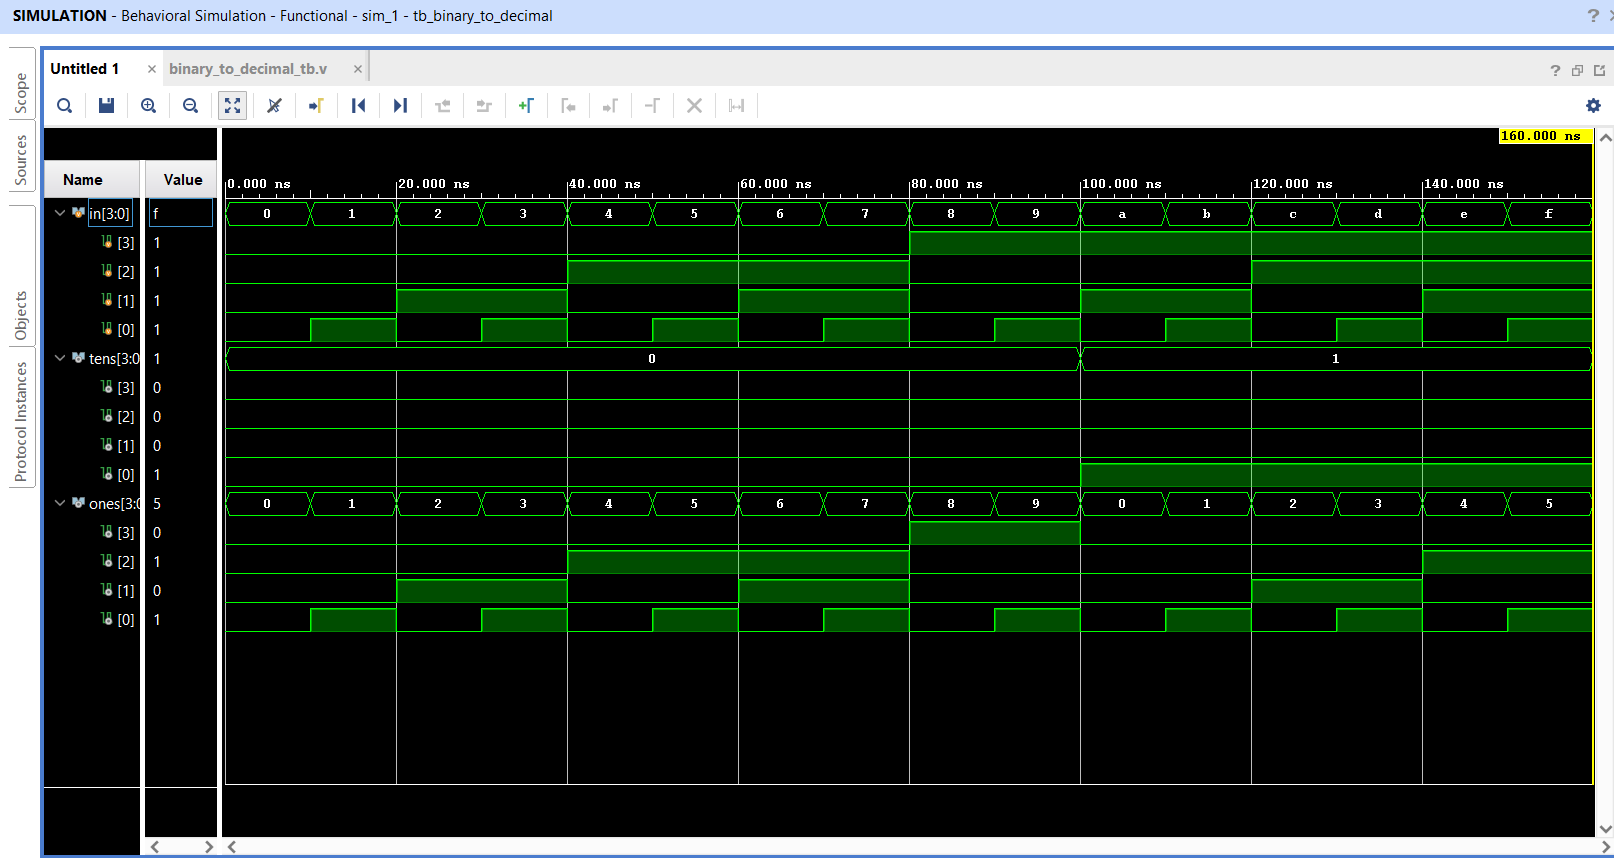 SIMULATION - Behavioral Simulation - Functional - sim_1 - tb_binary_to_decimal
?
Scope
Sources
Objects
Protocol Instances
Untitled 1
binary_to_decimal_tb.v
?
160.000 ns
Name Value
0.000 ns 20.000 ns 40.000 ns 60.000 ns 80.000 ns 100.000 ns 120.000 ns 140.000 ns
in[3:0] f 0 1 2 3 4 5 6 7 8 9 a b c d e f
[3] 1
[2] 1
[1] 1
[0] 1
tens[3:0 1 0 1
[3] 0
[2] 0
[1] 0
[0] 1
ones[3:0 5 0 1 2 3 4 5 6 7 8 9 0 1 2 3 4 5
[3] 0
[2] 1
[1] 0
[0] 1